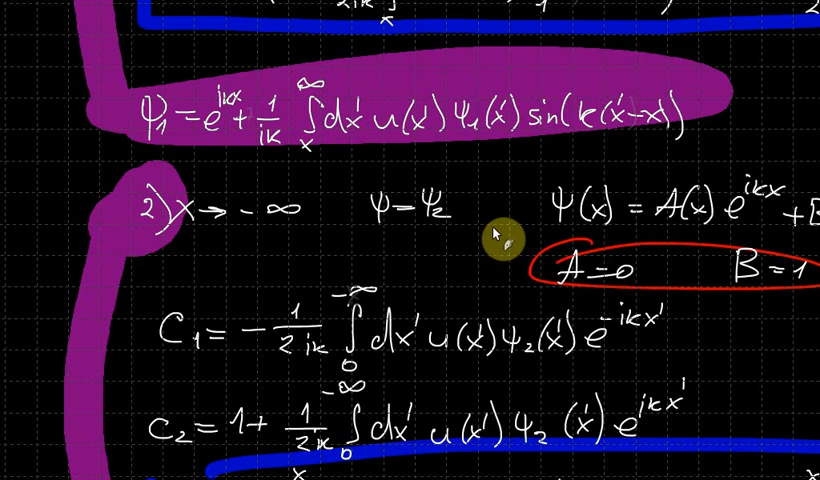 ψ₁ = e^{ikx} + 1/ik ∫_x^∞ dx' u(x') ψ₁(x') sin(k(x'-x))
2) x → -∞ ψ = ψ₂ ψ(x) = A(x) e^{ikx} + B
A = 0 B = 1
C₁ = - 1/2ik ∫_0^{-∞} dx' u(x') ψ₂(x') e^{-ikx'}
C₂ = 1 + 1/2ik ∫_0^{-∞} dx' u(x') ψ₂(x') e^{ikx'}